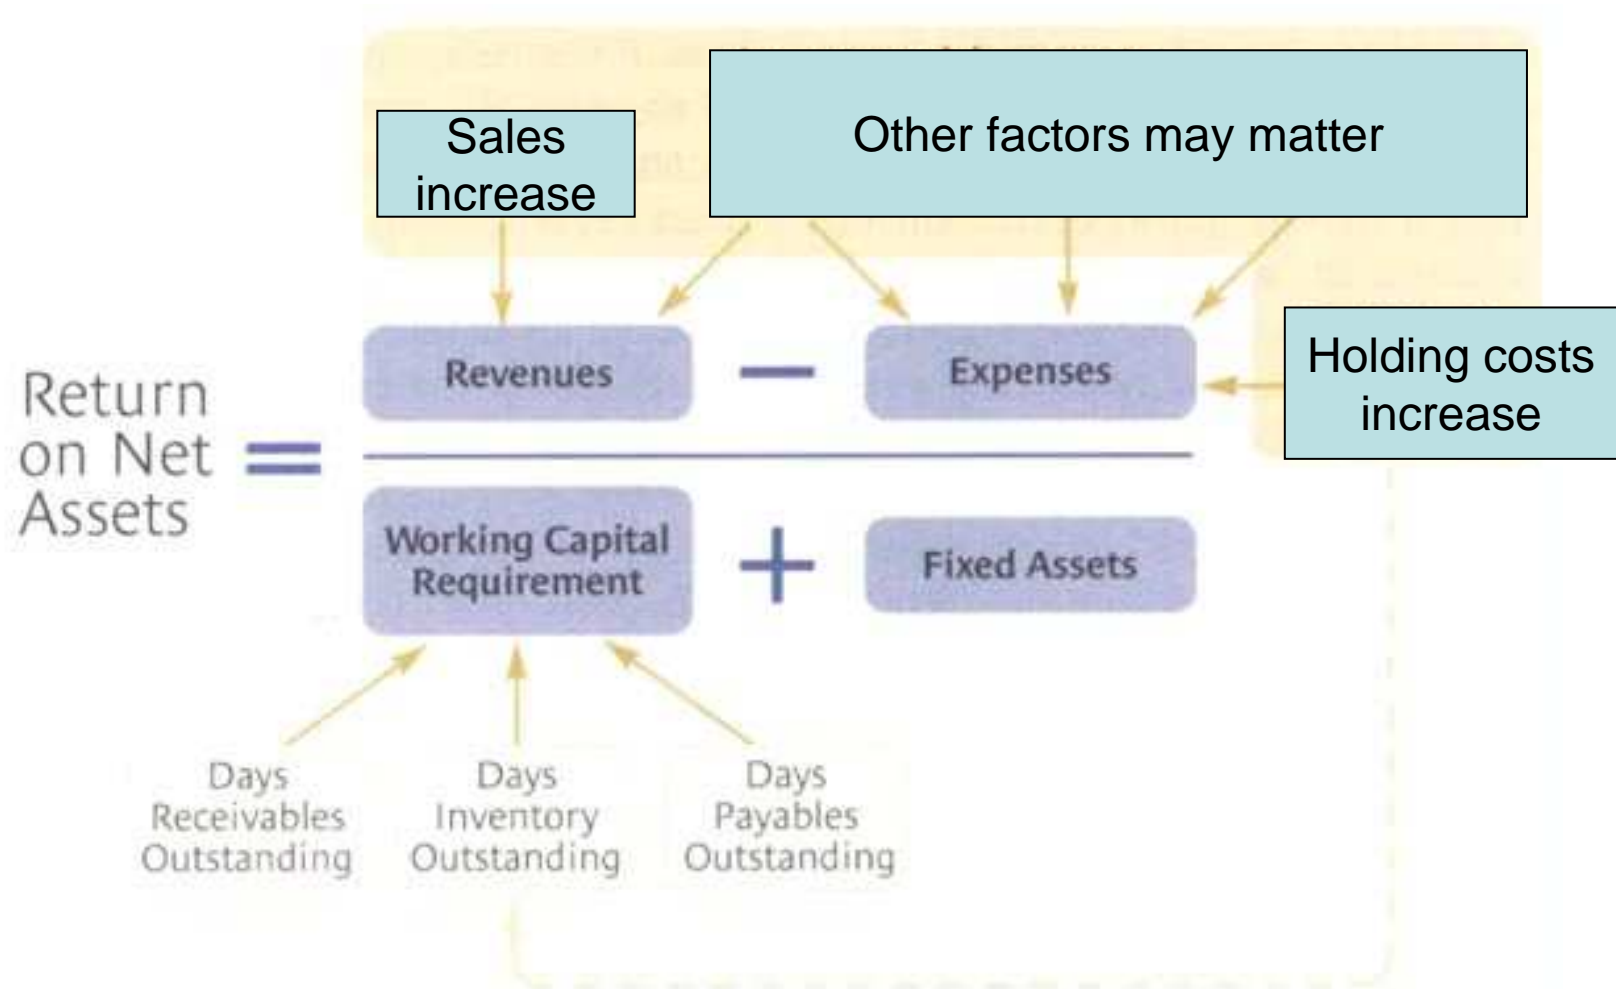 Sales
increase
Other factors may matter
Return
on Net
Assets
=
Revenues
–
Expenses
Holding costs
increase
Working Capital
Requirement
+
Fixed Assets
Days
Receivables
Outstanding
Days
Inventory
Outstanding
Days
Payables
Outstanding